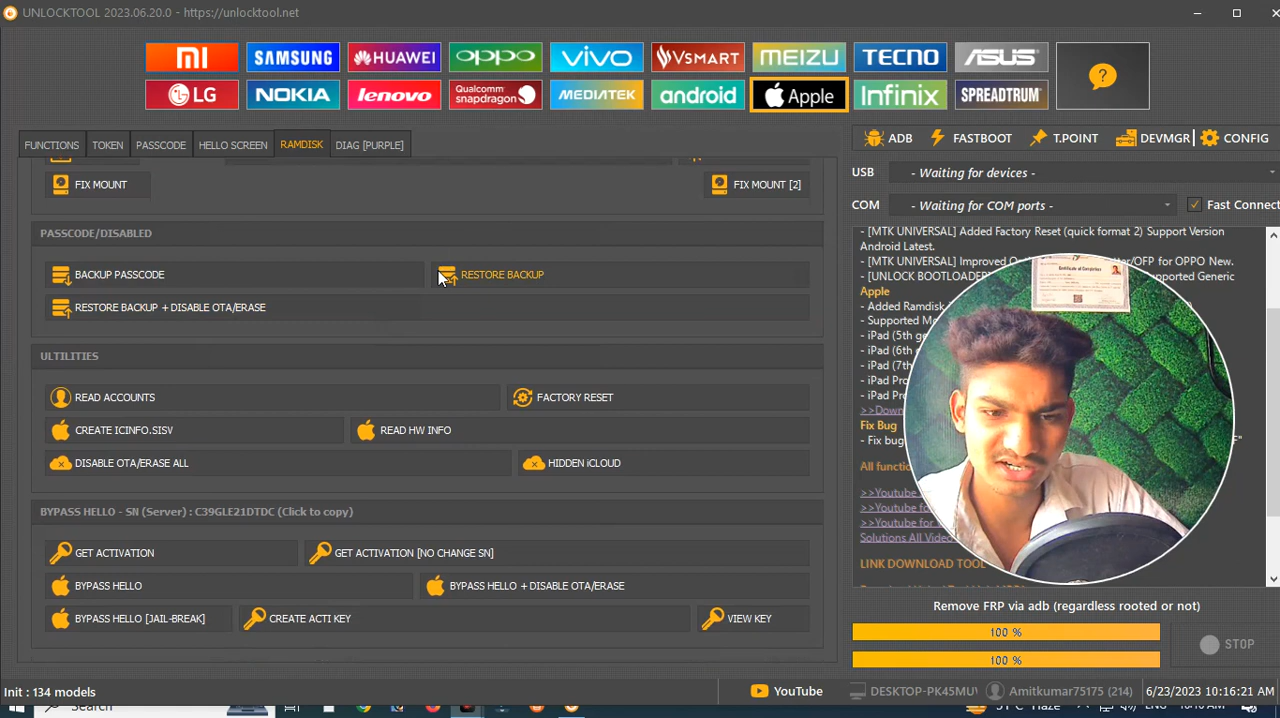 UNLOCKTOOL 2023.06.20.0 - https://unlocktool.net
mi SAMSUNG HUAWEI oppo vivo VSMART MEIZU TECNO ASUS
LG NOKIA lenovo Qualcomm snapdragon MEDIATEK android Apple Infinix SPREADTRUM ?
FUNCTIONS TOKEN PASSCODE HELLO SCREEN RAMDISK DIAG [PURPLE]
ADB FASTBOOT T.POINT DEVMGR CONFIG
USB - Waiting for devices -
COM - Waiting for COM ports - Fast Connect
FIX MOUNT FIX MOUNT [2]
PASSCODE/DISABLED
BACKUP PASSCODE RESTORE BACKUP
RESTORE BACKUP + DISABLE OTA/ERASE
ULTILITIES
READ ACCOUNTS FACTORY RESET
CREATE ICINFO.SISV READ HW INFO
DISABLE OTA/ERASE ALL HIDDEN iCLOUD
BYPASS HELLO - SN (Server) : C39GLE21DTDC (Click to copy)
GET ACTIVATION GET ACTIVATION [NO CHANGE SN]
BYPASS HELLO BYPASS HELLO + DISABLE OTA/ERASE
BYPASS HELLO [JAIL-BREAK] CREATE ACTI KEY VIEW KEY
- [MTK UNIVERSAL] Added Factory Reset (quick format 2) Support Version
Android Latest.
- [MTK UNIVERSAL] Improved /OFP for OPPO New.
- [UNLOCK BOOTLOADER] upported Generic
Apple
- Added Ramdisk
- Supported
- iPad (5th
- iPad (6th
- iPad (7th
- iPad
- iPad
Fix Bug
- Fix bug
All
>>Youtube
>>Youtube
>>Youtube
Solutions All
LINK DOWNLOAD TOOL
Certificate of Completion
Remove FRP via adb (regardless rooted or not)
100 %
100 %
STOP
Init : 134 models YouTube DESKTOP-PK45MU Amitkumar75175 (214) 6/23/2023 10:16:21 AM
Search 31°C Haze ENG